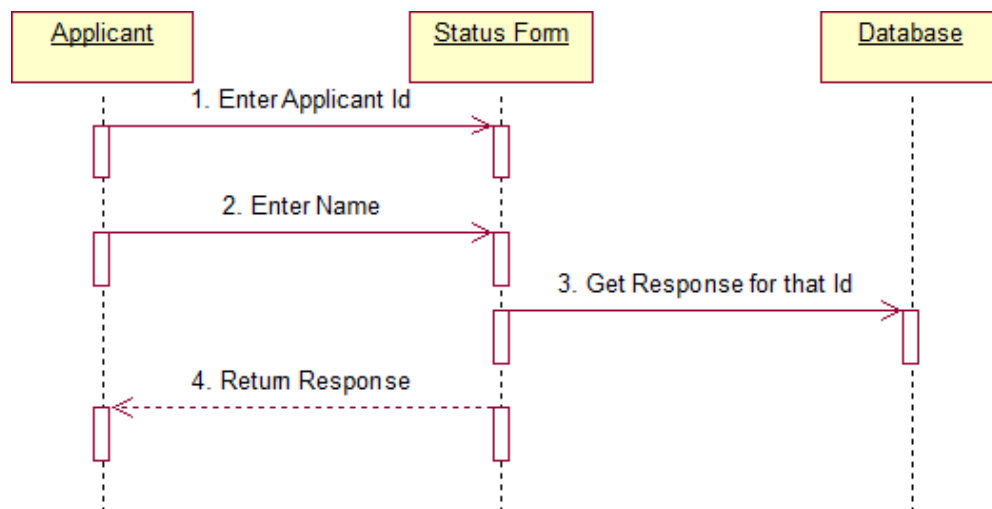 Applicant
Status Form
Database
1. Enter Applicant Id
2. Enter Name
3. Get Response for that Id
4. Return Response